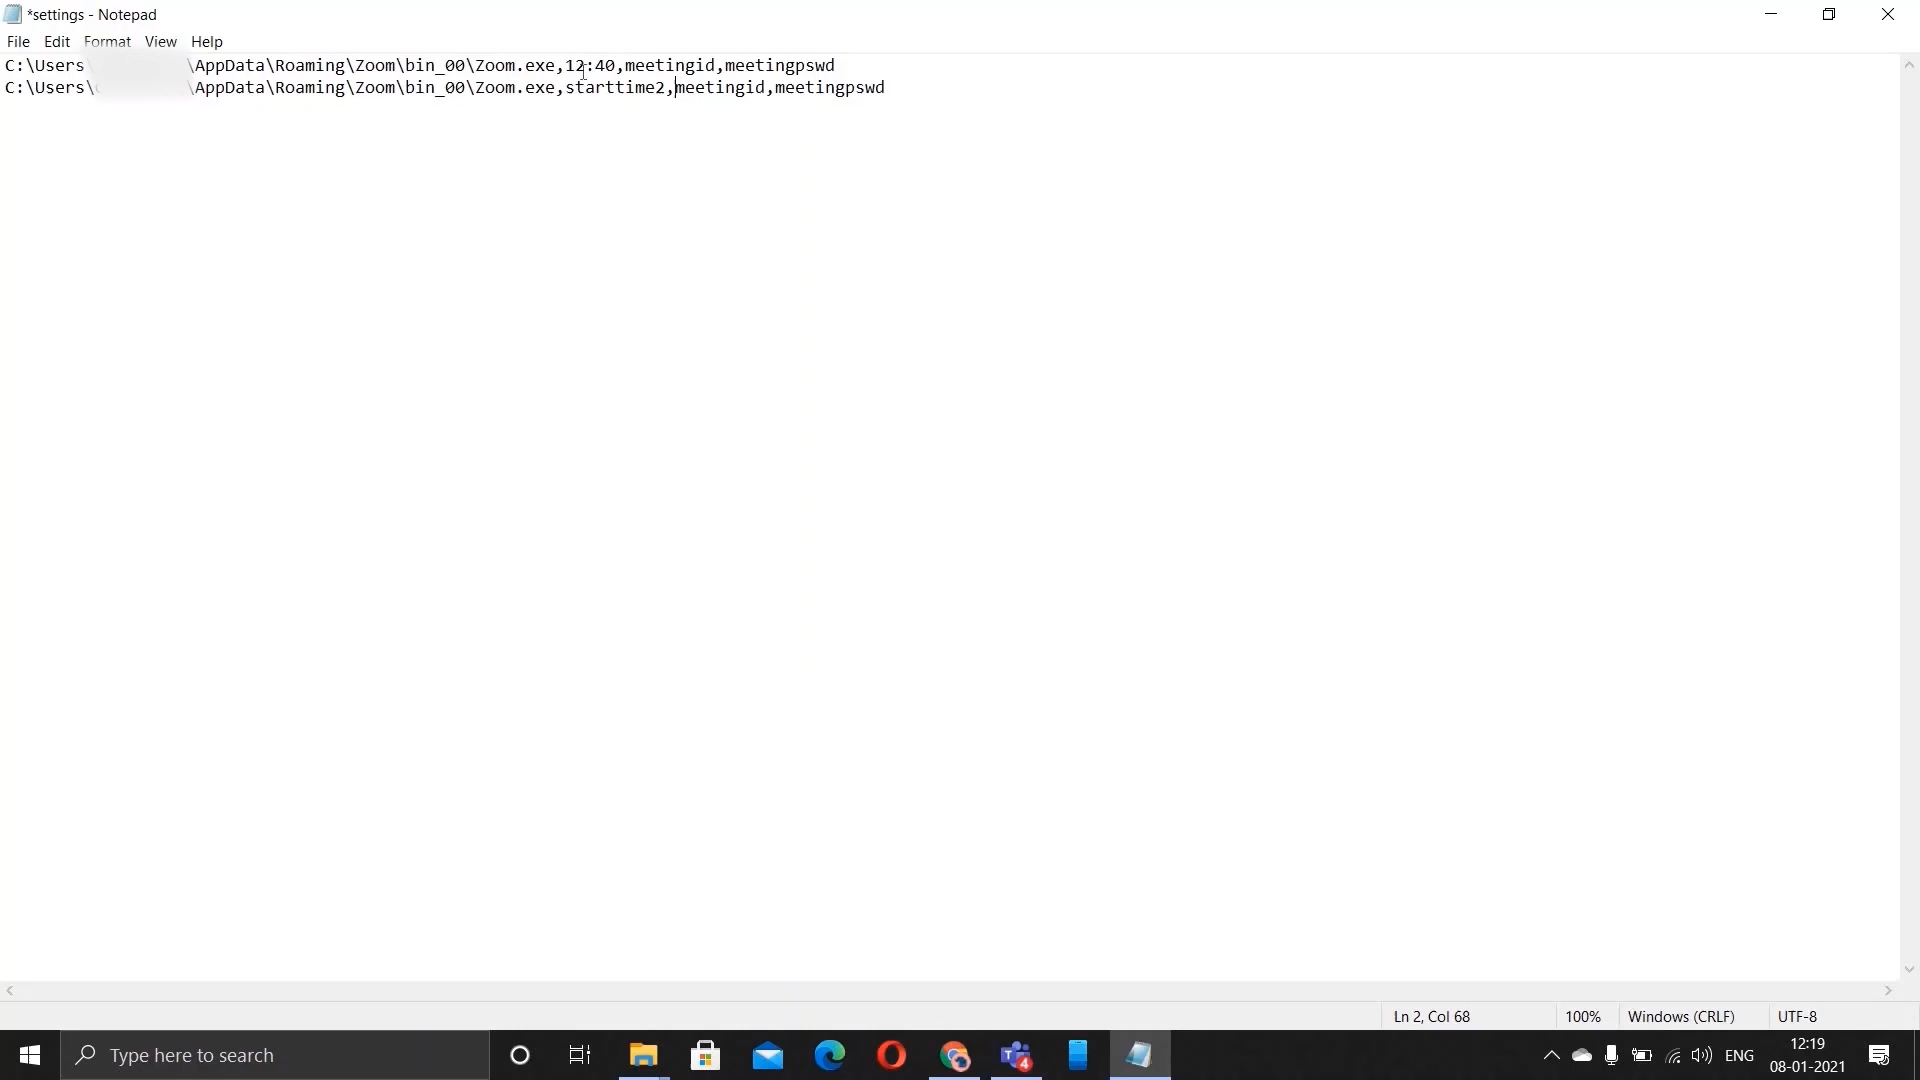 *settings - Notepad
File Edit Format View Help
C:\Users\ \AppData\Roaming\Zoom\bin_00\Zoom.exe,12:40,meetingid,meetingpswd
C:\Users\ \AppData\Roaming\Zoom\bin_00\Zoom.exe,starttime2,meetingid,meetingpswd
Ln 2, Col 68
100%
Windows (CRLF)
UTF-8
Type here to search
4
ENG
12:19
08-01-2021